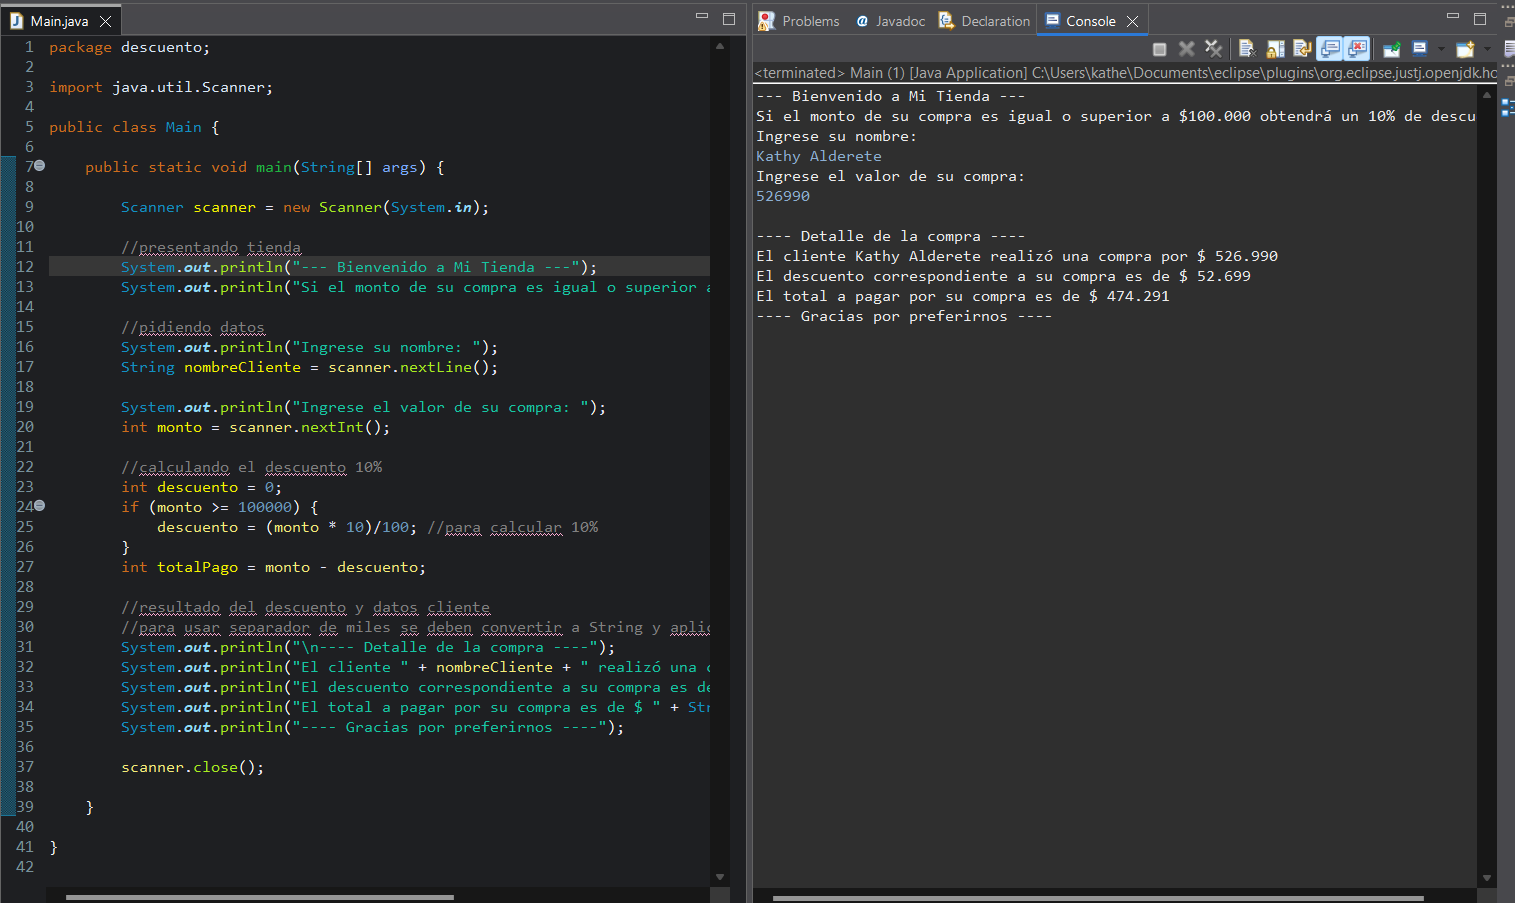 Main.java
1 package descuento;
2
3 import java.util.Scanner;
4
5 public class Main {
6
7 public static void main(String[] args) {
8
9 Scanner scanner = new Scanner(System.in);
10
11 //presentando tienda
12 System.out.println("--- Bienvenido a Mi Tienda ---");
13 System.out.println("Si el monto de su compra es igual o superior a
14
15 //pidiendo datos
16 System.out.println("Ingrese su nombre: ");
17 String nombreCliente = scanner.nextLine();
18
19 System.out.println("Ingrese el valor de su compra: ");
20 int monto = scanner.nextInt();
21
22 //calculando el descuento 10%
23 int descuento = 0;
24 if (monto >= 100000) {
25 descuento = (monto * 10)/100; //para calcular 10%
26 }
27 int totalPago = monto - descuento;
28
29 //resultado del descuento y datos cliente
30 //para usar separador de miles se deben convertir a String y aplic
31 System.out.println("\n---- Detalle de la compra ----");
32 System.out.println("El cliente " + nombreCliente + " realizó una c
33 System.out.println("El descuento correspondiente a su compra es de
34 System.out.println("El total a pagar por su compra es de $ " + Str
35 System.out.println("---- Gracias por preferirnos ----");
36
37 scanner.close();
38
39 }
40
41 }
42
Problems @ Javadoc Declaration Console
<terminated> Main (1) [Java Application] C:\Users\kathe\Documents\eclipse\plugins\org.eclipse.justj.openjdk.ho
--- Bienvenido a Mi Tienda ---
Si el monto de su compra es igual o superior a $100.000 obtendrá un 10% de descu
Ingrese su nombre:
Kathy Alderete
Ingrese el valor de su compra:
526990
---- Detalle de la compra ----
El cliente Kathy Alderete realizó una compra por $ 526.990
El descuento correspondiente a su compra es de $ 52.699
El total a pagar por su compra es de $ 474.291
---- Gracias por preferirnos ----